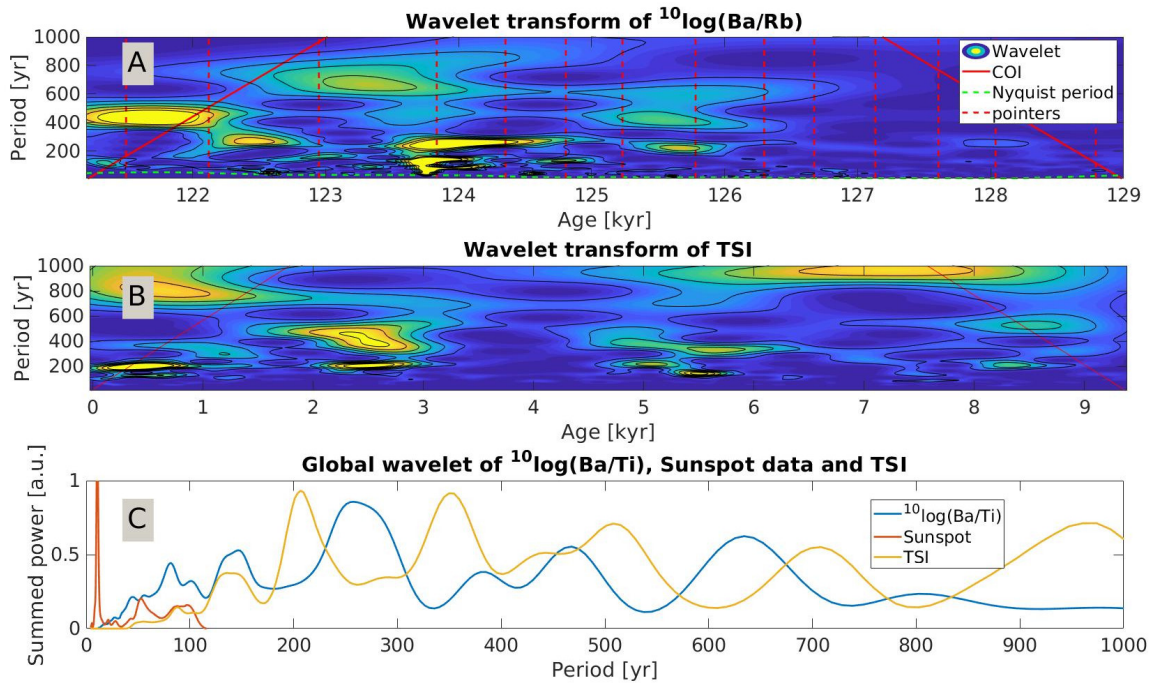 Wavelet transform of ¹⁰log(Ba/Rb)
1000
800
600
400
200
Period [yr]
A
Wavelet
COI
Nyquist period
pointers
122 123 124 125 126 127 128 129
Age [kyr]
Wavelet transform of TSI
1000
800
600
400
200
Period [yr]
B
0 1 2 3 4 5 6 7 8 9
Age [kyr]
Global wavelet of ¹⁰log(Ba/Ti), Sunspot data and TSI
1
0.5
0
Summed power [a.u.]
C
¹⁰log(Ba/Ti)
Sunspot
TSI
0 100 200 300 400 500 600 700 800 900 1000
Period [yr]